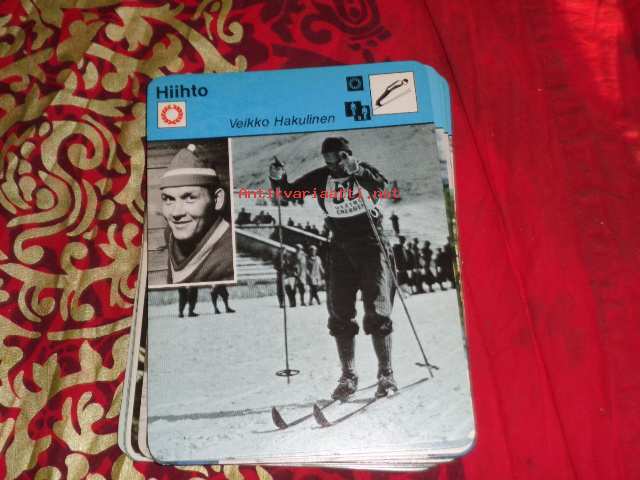 Hiihto
Veikko Hakulinen
Antikvariaatti.net